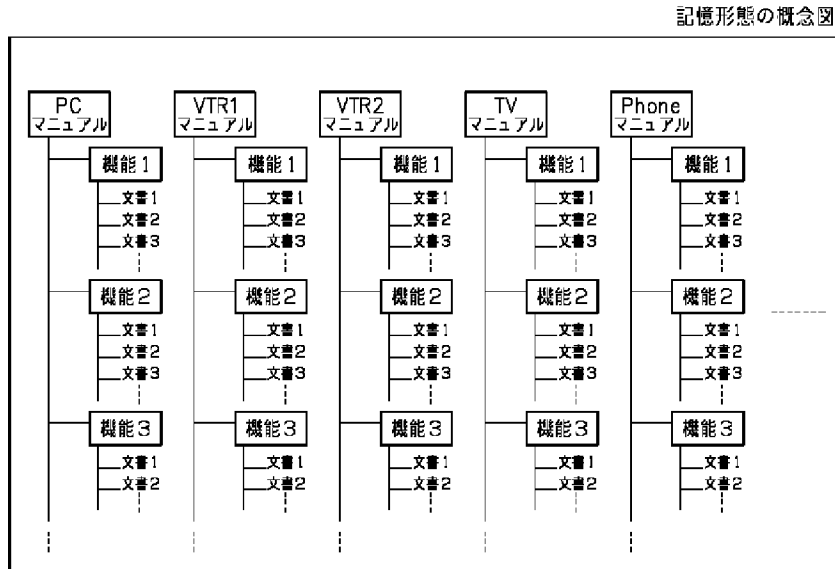 記憶形態の概念図
PC
マニュアル
VTR1
マニュアル
VTR2
マニュアル
TV
マニュアル
Phone
マニュアル
機能1
機能1
機能1
機能1
機能1
文書1
文書1
文書1
文書1
文書1
文書2
文書2
文書2
文書2
文書2
文書3
文書3
文書3
文書3
文書3
機能2
機能2
機能2
機能2
機能2
文書1
文書1
文書1
文書1
文書1
文書2
文書2
文書2
文書2
文書2
文書3
文書3
文書3
文書3
文書3
機能3
機能3
機能3
機能3
機能3
文書1
文書1
文書1
文書1
文書1
文書2
文書2
文書2
文書2
文書2